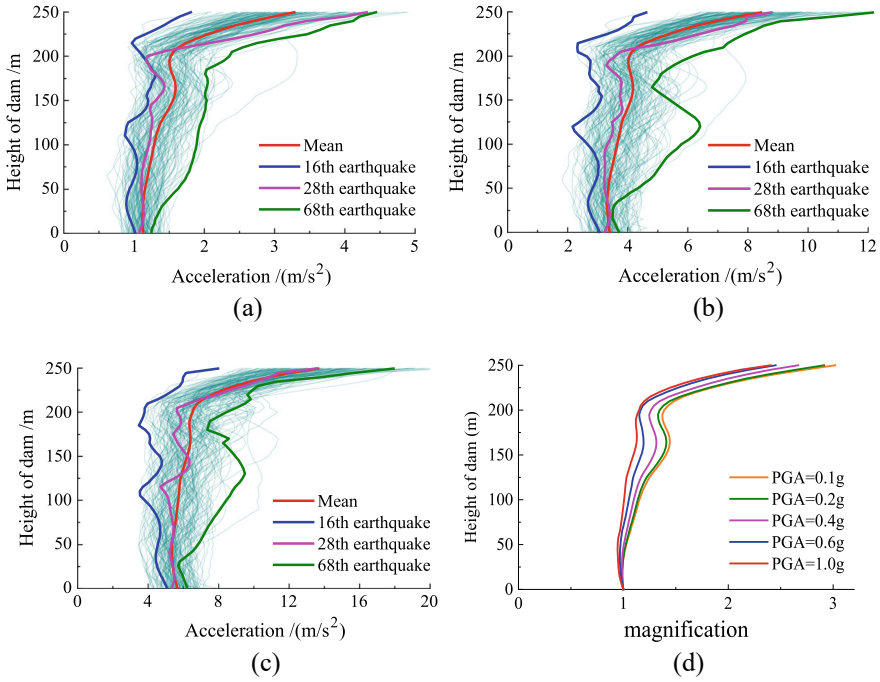 250
200
150
100
50
0
Height of dam /m
Mean
16th earthquake
28th earthquake
68th earthquake
0 1 2 3 4 5
Acceleration /(m/s²)
(a)
250
200
150
100
50
0
Height of dam /m
Mean
16th earthquake
28th earthquake
68th earthquake
2 4 6 8 10 12
Acceleration /(m/s²)
(b)
250
200
150
100
50
0
Height of dam /m
Mean
16th earthquake
28th earthquake
68th earthquake
4 8 12 16 20
Acceleration /(m/s²)
(c)
250
200
150
100
50
0
Height of dam (m)
PGA=0.1g
PGA=0.2g
PGA=0.4g
PGA=0.6g
PGA=1.0g
0 1 2 3
magnification
(d)